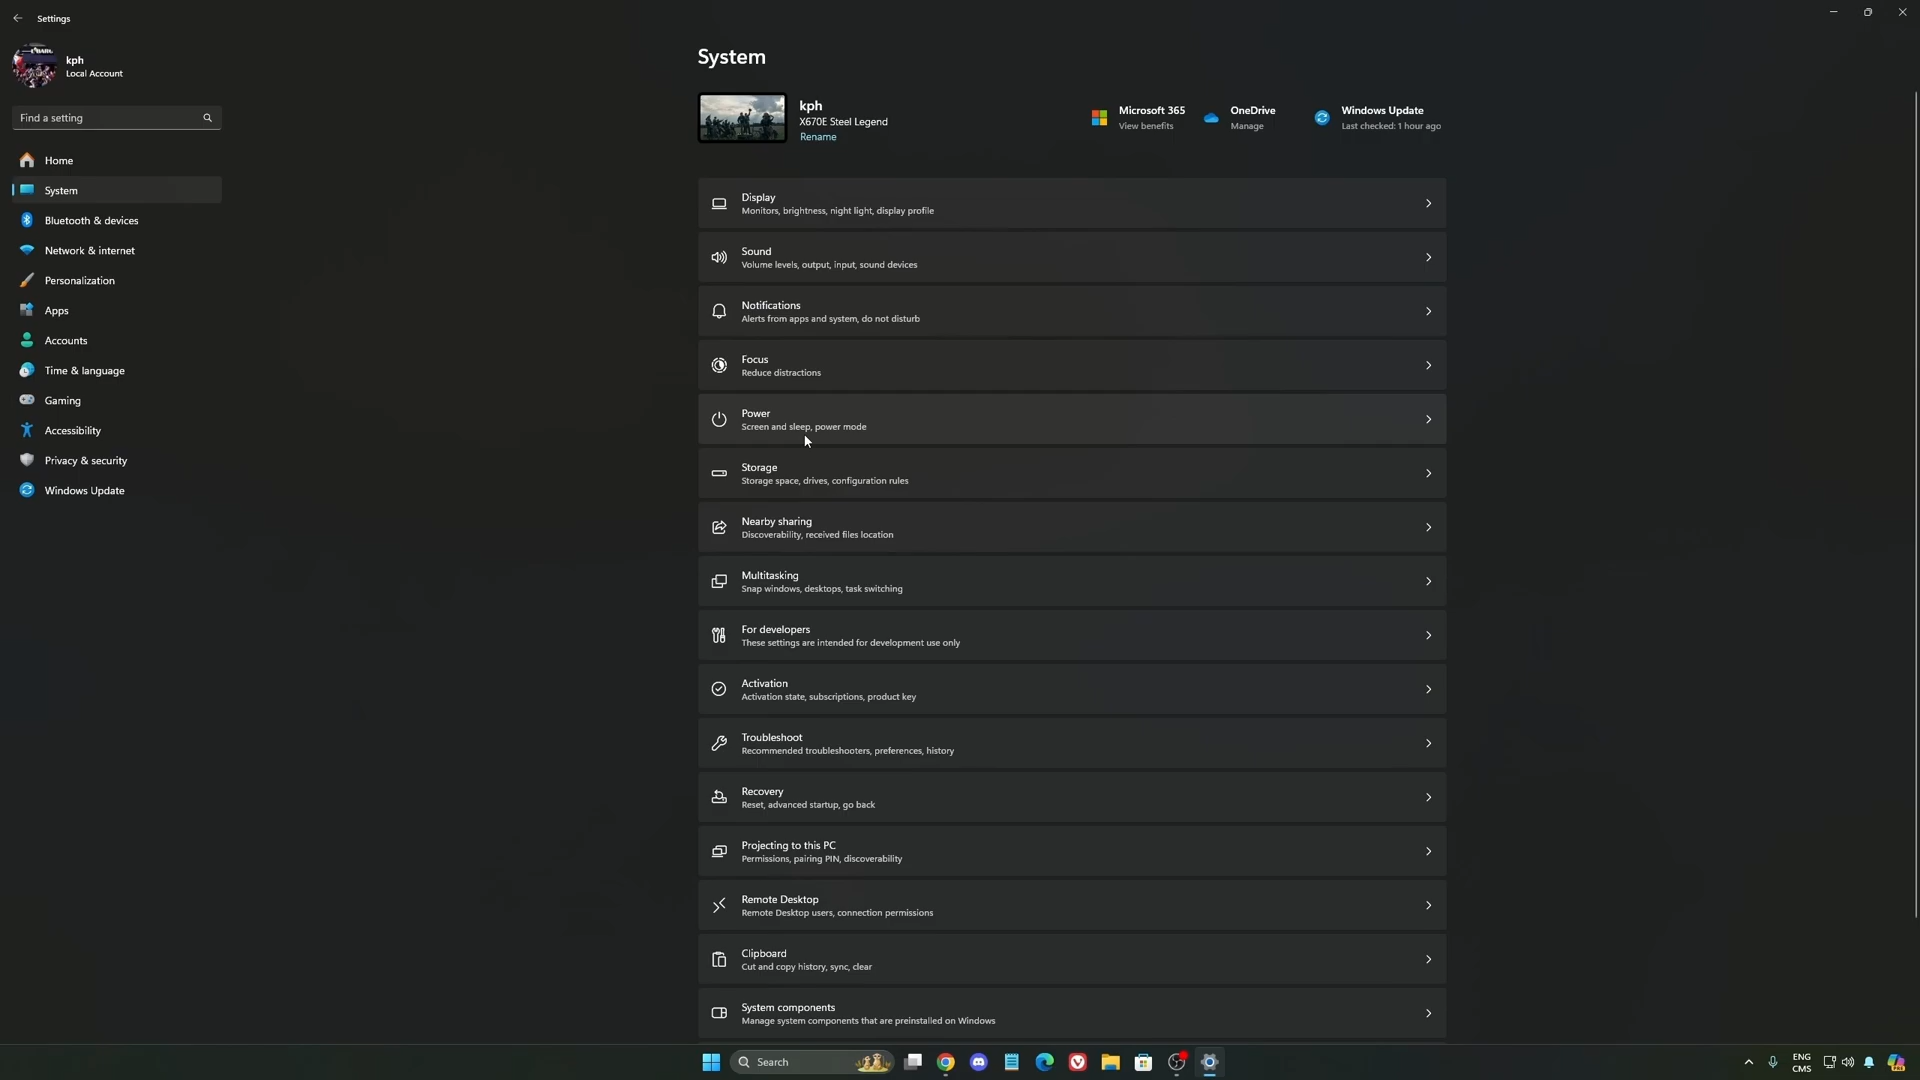 Settings
kph
Local Account
Find a setting
Home
System
Bluetooth & devices
Network & internet
Personalization
Apps
Accounts
Time & language
Gaming
Accessibility
Privacy & security
Windows Update
System
kph
X670E Steel Legend
Rename
Microsoft 365
View benefits
OneDrive
Manage
Windows Update
Last checked: 1 hour ago
Display
Monitors, brightness, night light, display profile
Sound
Volume levels, output, input, sound devices
Notifications
Alerts from apps and system, do not disturb
Focus
Reduce distractions
Power
Screen and sleep, power mode
Storage
Storage space, drives, configuration rules
Nearby sharing
Discoverability, received files location
Multitasking
Snap windows, desktops, task switching
For developers
These settings are intended for development use only
Activation
Activation state, subscriptions, product key
Troubleshoot
Recommended troubleshooters, preferences, history
Recovery
Reset, advanced startup, go back
Projecting to this PC
Permissions, pairing PIN, discoverability
Remote Desktop
Remote Desktop users, connection permissions
Clipboard
Cut and copy history, sync, clear
System components
Manage system components that are preinstalled on Windows
Search
ENG
CMS